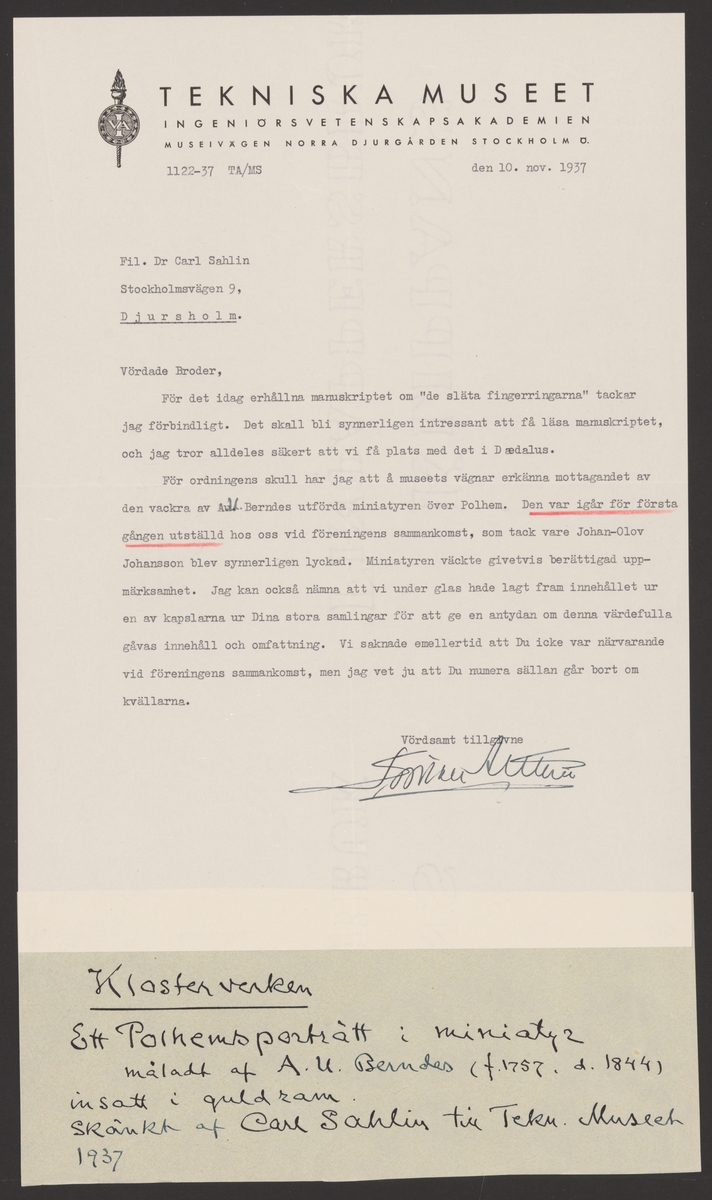 TEKNISKA MUSEET
INGENIÖRSVETENSKAPSAKADEMIEN
MUSEIVÄGEN NORRA DJURGÅRDEN STOCKHOLM Ö.
IVA
1122-37 TA/MS den 10. nov. 1937
Fil. Dr Carl Sahlin
Stockholmsvägen 9,
Djursholm.
Vördade Broder,
För det idag erhållna manuskriptet om "de släta fingerringarna" tackar
jag förbindligt. Det skall bli synnerligen intressant att få läsa manuskriptet,
och jag tror alldeles säkert att vi få plats med det i Dædalus.
För ordningens skull har jag att å museets vägnar erkänna mottagandet av
den vackra av A.U. Berndes utförda miniatyren över Polhem. Den var igår för första
gången utställd hos oss vid föreningens sammankomst, som tack vare Johan-Olov
Johansson blev synnerligen lyckad. Miniatyren väckte givetvis berättigad upp-
märksamhet. Jag kan också nämna att vi under glas hade lagt fram innehållet ur
en av kapslarna ur Dina stora samlingar för att ge en antydan om denna värdefulla
gåvas innehåll och omfattning. Vi saknade emellertid att Du icke var närvarande
vid föreningens sammankomst, men jag vet ju att Du numera sällan går bort om
kvällarna.
Vördsamt tillgivne
Klosterverken
Ett Polhemsporträtt i miniatyr
måladt af A. U. Berndes (f. 1757. d. 1844)
insatt i guldram.
skänkt af Carl Sahlin till Tekn. Museet
1937